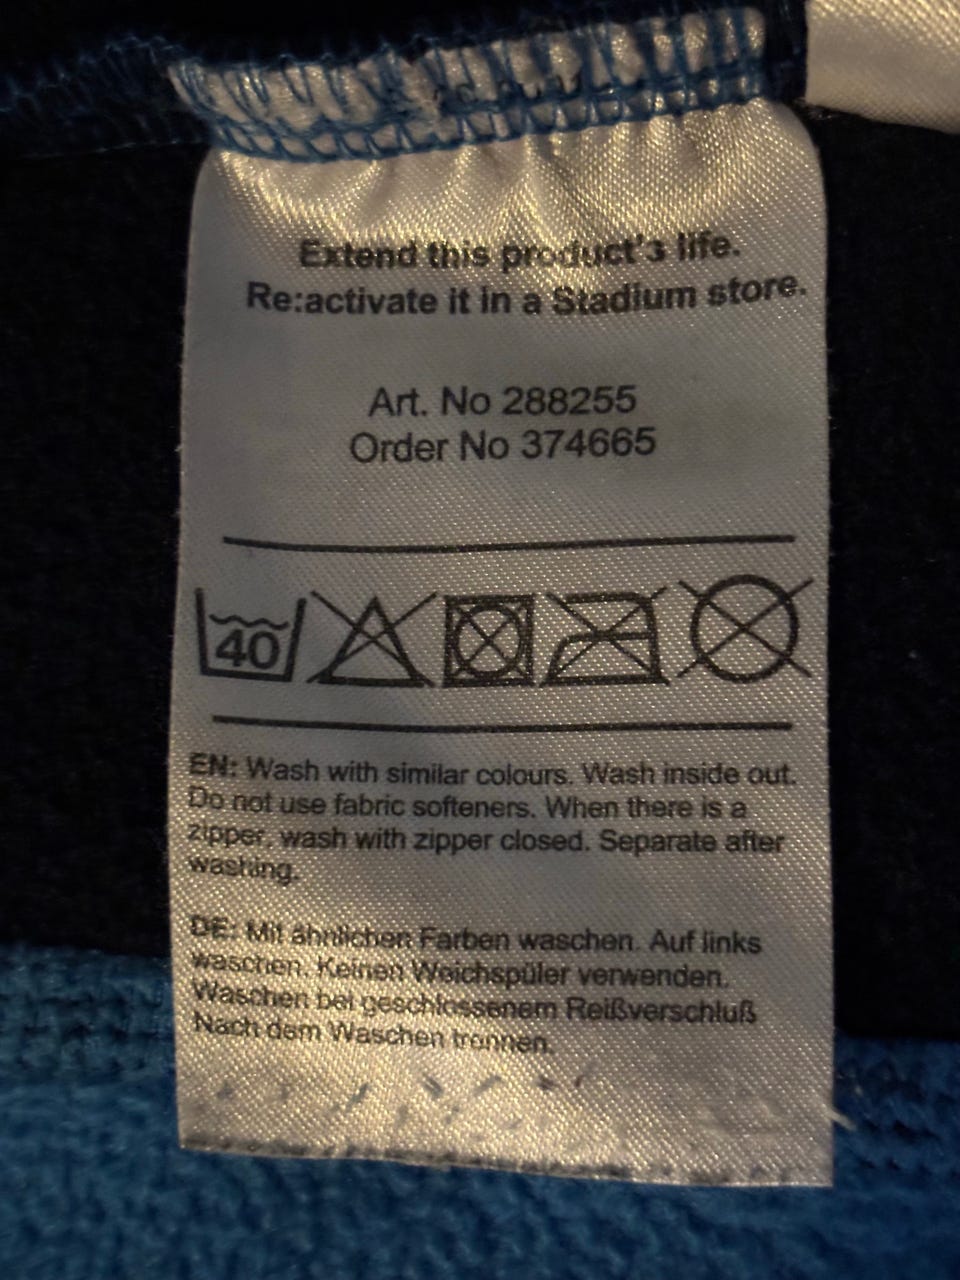 Extend this product's life.
Re:activate it in a Stadium store.
Art. No 288255
Order No 374665
40
EN: Wash with similar colours. Wash inside out.
Do not use fabric softeners. When there is a
zipper, wash with zipper closed. Separate after
washing.
DE: Mit ähnlichen Farben waschen. Auf links
waschen. Keinen Weichspüler verwenden.
Waschen bei geschlossenem Reißverschluß
Nach dem Waschen trennen.